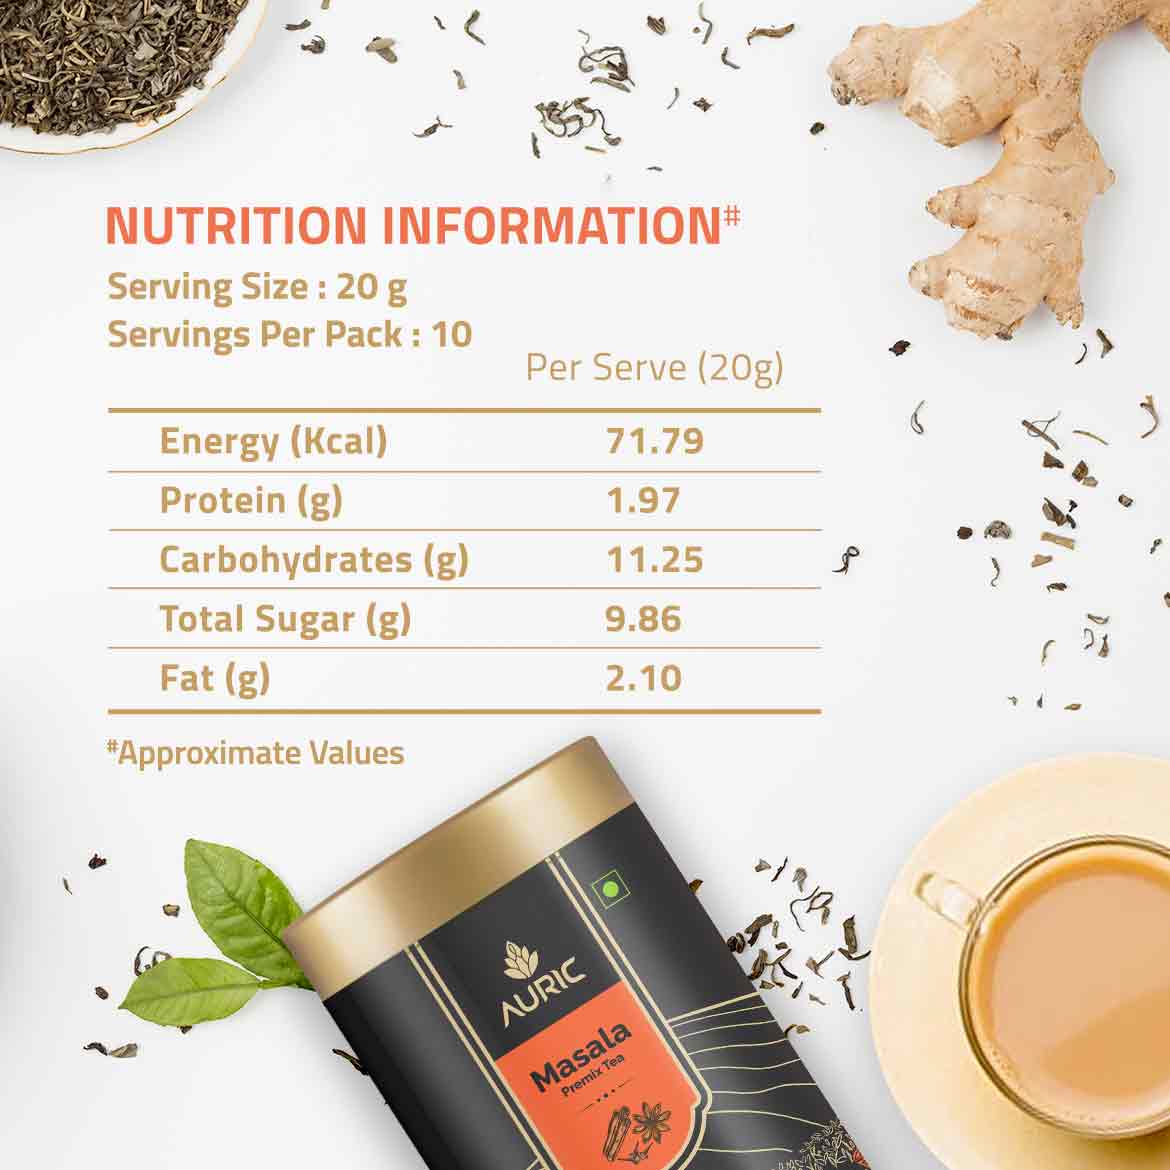 NUTRITION INFORMATION#
Serving Size : 20 g
Servings Per Pack : 10
Per Serve (20g)
Energy (Kcal) 71.79
Protein (g) 1.97
Carbohydrates (g) 11.25
Total Sugar (g) 9.86
Fat (g) 2.10
#Approximate Values
AURIC
Masala
Premix Tea